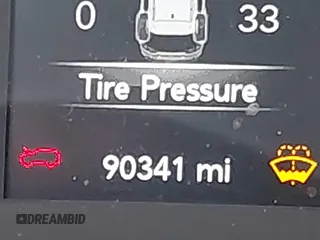 0 33
Tire Pressure
90341 mi
DREAMBID